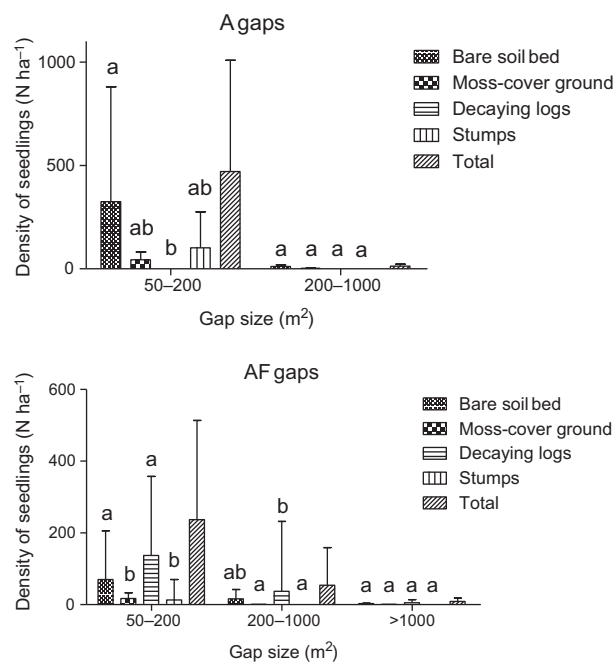 A gaps
Density of seedlings (N ha⁻¹)
1000
500
0
a
ab
b
ab
a a a a
50–200
200–1000
Gap size (m²)
Bare soil bed
Moss-cover ground
Decaying logs
Stumps
Total
AF gaps
Density of seedlings (N ha⁻¹)
600
400
200
0
a
b
a
b
ab
a
b
a
a a a a
50–200
200–1000
>1000
Gap size (m²)
Bare soil bed
Moss-cover ground
Decaying logs
Stumps
Total